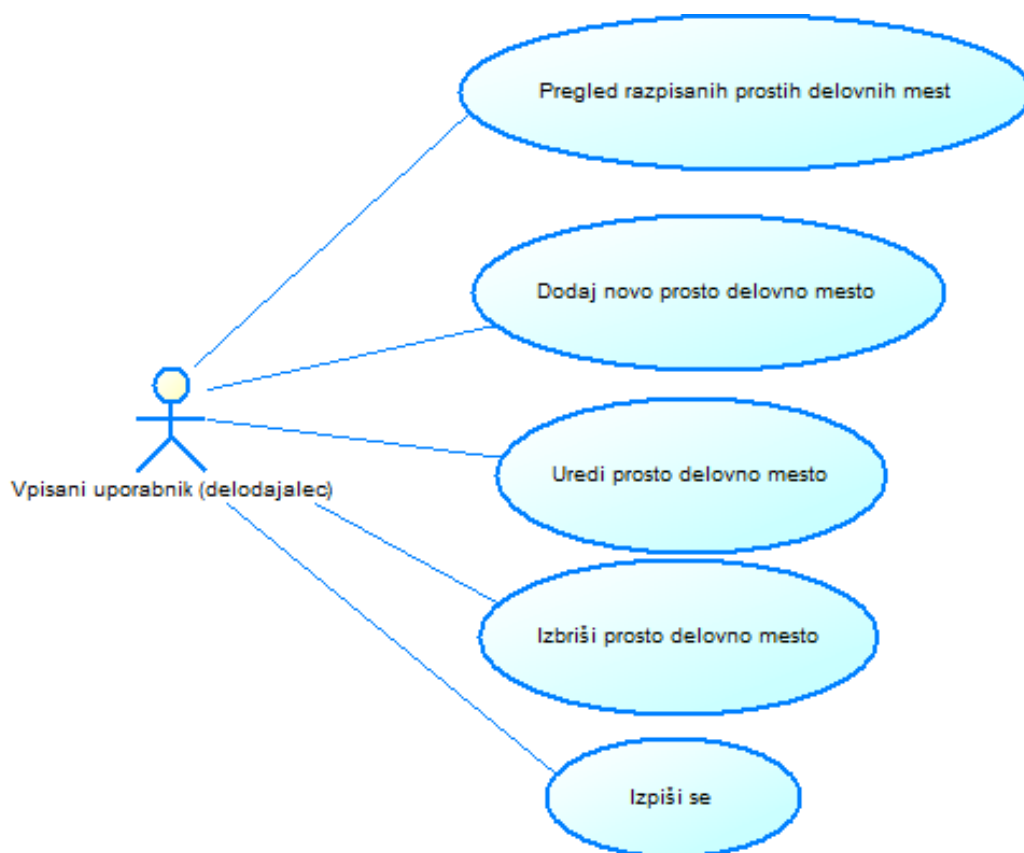 Pregled razpisanih prostih delovnih mest
Dodaj novo prosto delovno mesto
Uredi prosto delovno mesto
Vpisani uporabnik (delodajalec)
Izbriši prosto delovno mesto
Izpiši se